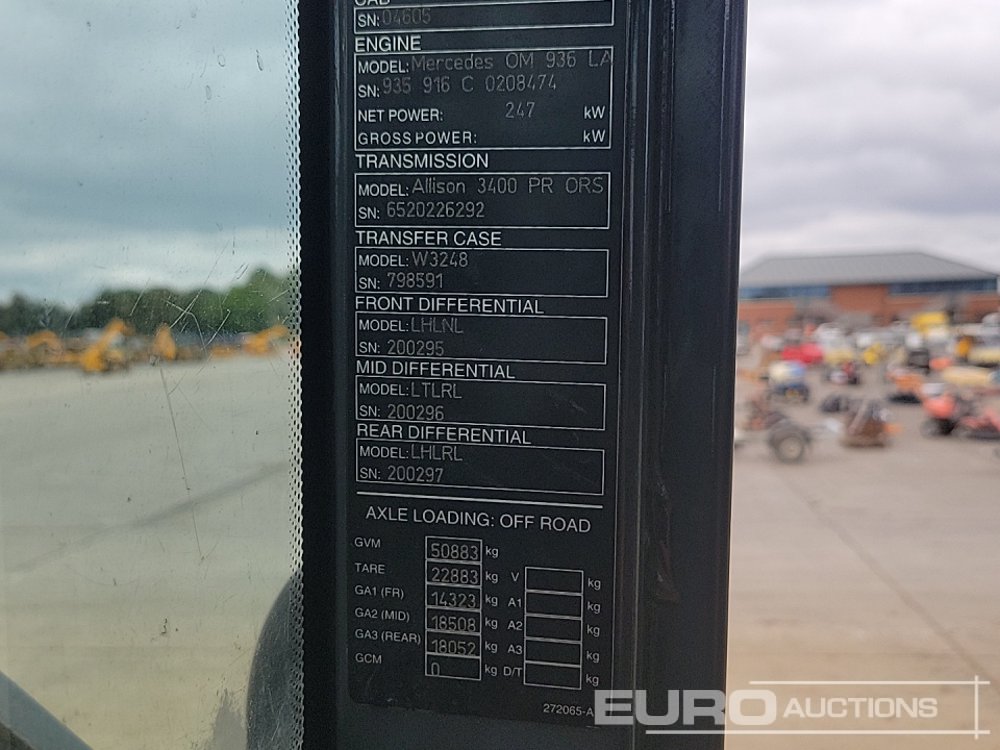 CAB
SN: 04605
ENGINE
MODEL: Mercedes OM 936 LA
SN: 935 916 C 0208474
NET POWER: 247 kW
GROSS POWER: kW
TRANSMISSION
MODEL: Allison 3400 PR ORS
SN: 6520226292
TRANSFER CASE
MODEL: W3248
SN: 798591
FRONT DIFFERENTIAL
MODEL: LHLNL
SN: 200295
MID DIFFERENTIAL
MODEL: LTLRL
SN: 200296
REAR DIFFERENTIAL
MODEL: LHLRL
SN: 200297
AXLE LOADING: OFF ROAD
GVM 50883 kg
TARE 22883 kg V kg
GA1 (FR) 14323 kg A1 kg
GA2 (MID) 18508 kg A2 kg
GA3 (REAR) 18052 kg A3 kg
GCM 0 kg D/T kg
272065-A
EURO AUCTIONS